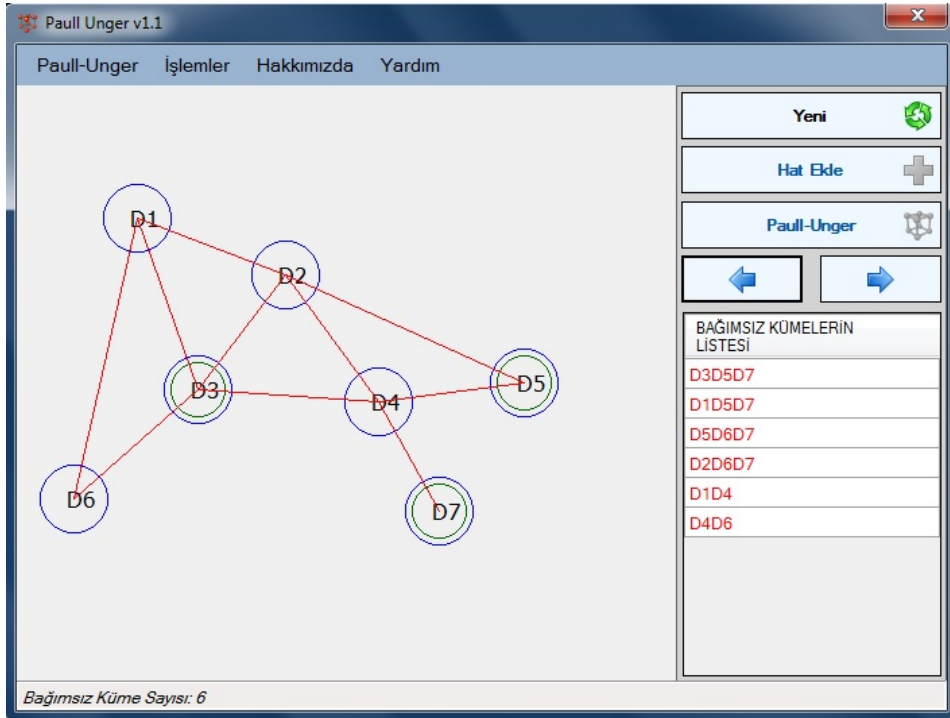 Paull Unger v1.1
Paull-Unger İşlemler Hakkımızda Yardım
Yeni
Hat Ekle
Paull-Unger
D1
D2
D3
D4
D5
D6
D7
BAĞIMSIZ KÜMELERİN
LİSTESİ
D3D5D7
D1D5D7
D5D6D7
D2D6D7
D1D4
D4D6
Bağımsız Küme Sayısı: 6